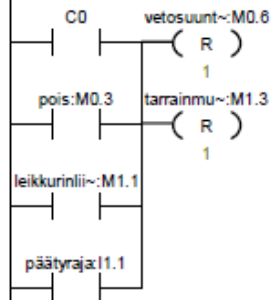 C0 vetosuunt~:M0.6
R
1
pois:M0.3 tarrainmu~:M1.3
R
1
leikkurinlii~:M1.1
päätyraja:I1.1